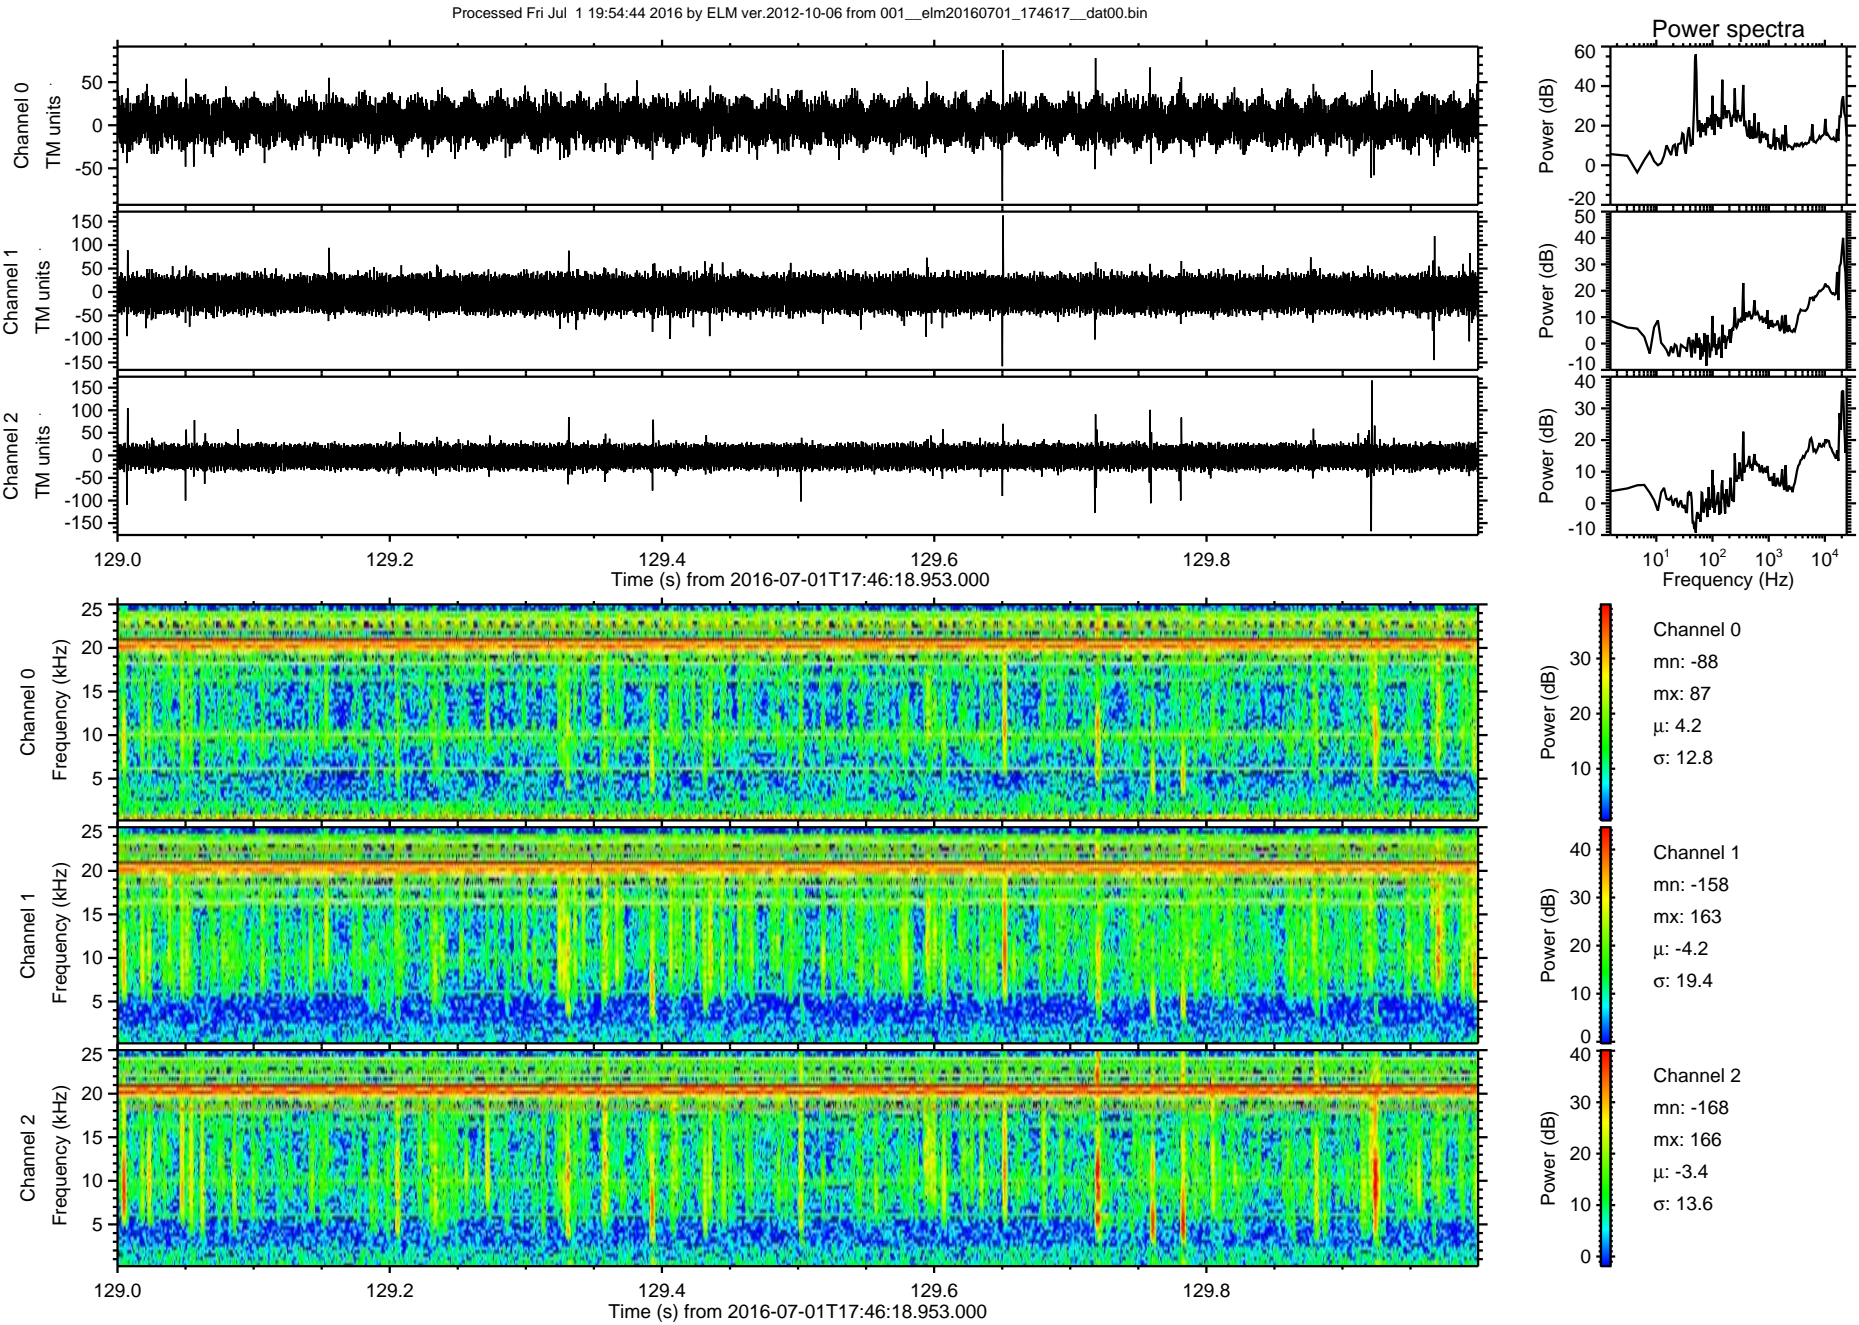 Processed Fri Jul  1 19:54:44 2016 by ELM ver.2012-10-06 from 001__elm20160701_174617__dat00.bin
Power spectra
Channel 0
TM units
50
0
-50
Power (dB)
60
40
20
0
-20
Channel 1
TM units
150
100
50
0
-50
-100
-150
Power (dB)
50
40
30
20
10
0
-10
Channel 2
TM units
150
100
50
0
-50
-100
-150
Power (dB)
40
30
20
10
0
-10
129.0 129.2 129.4 129.6 129.8
Time (s) from 2016-07-01T17:46:18.953.000
10^1 10^2 10^3 10^4
Frequency (Hz)
Channel 0
Frequency (kHz)
25
20
15
10
5
Power (dB)
30
20
10
Channel 0
mn: -88
mx: 87
μ: 4.2
σ: 12.8
Channel 1
Frequency (kHz)
25
20
15
10
5
Power (dB)
40
30
20
10
0
Channel 1
mn: -158
mx: 163
μ: -4.2
σ: 19.4
Channel 2
Frequency (kHz)
25
20
15
10
5
Power (dB)
40
30
20
10
0
Channel 2
mn: -168
mx: 166
μ: -3.4
σ: 13.6
129.0 129.2 129.4 129.6 129.8
Time (s) from 2016-07-01T17:46:18.953.000